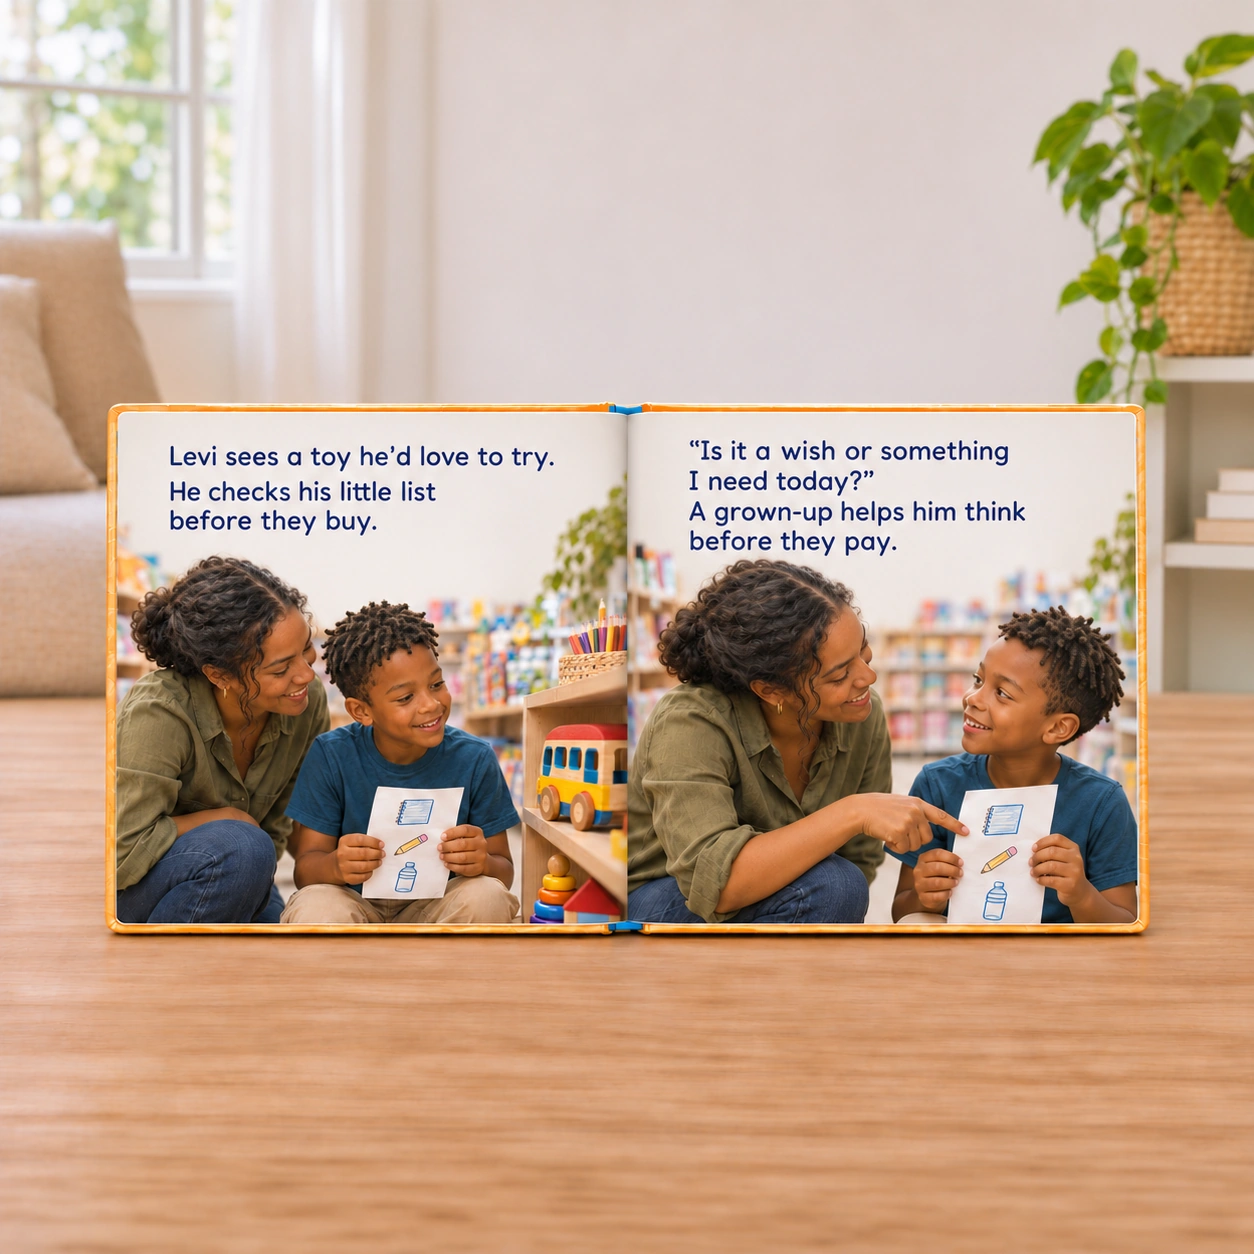 Levi sees a toy he’d love to try.
He checks his little list
before they buy.
“Is it a wish or something
I need today?”
A grown-up helps him think
before they pay.